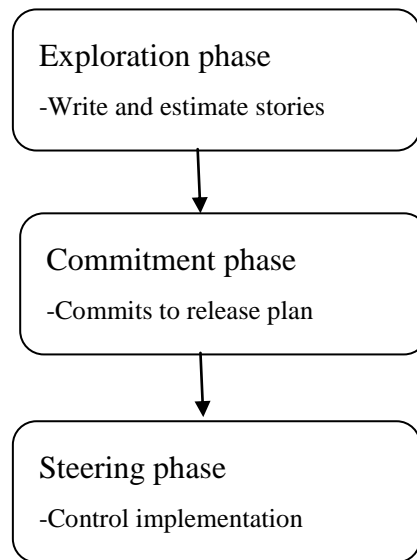 Exploration phase
-Write and estimate stories
Commitment phase
-Commits to release plan
Steering phase
-Control implementation